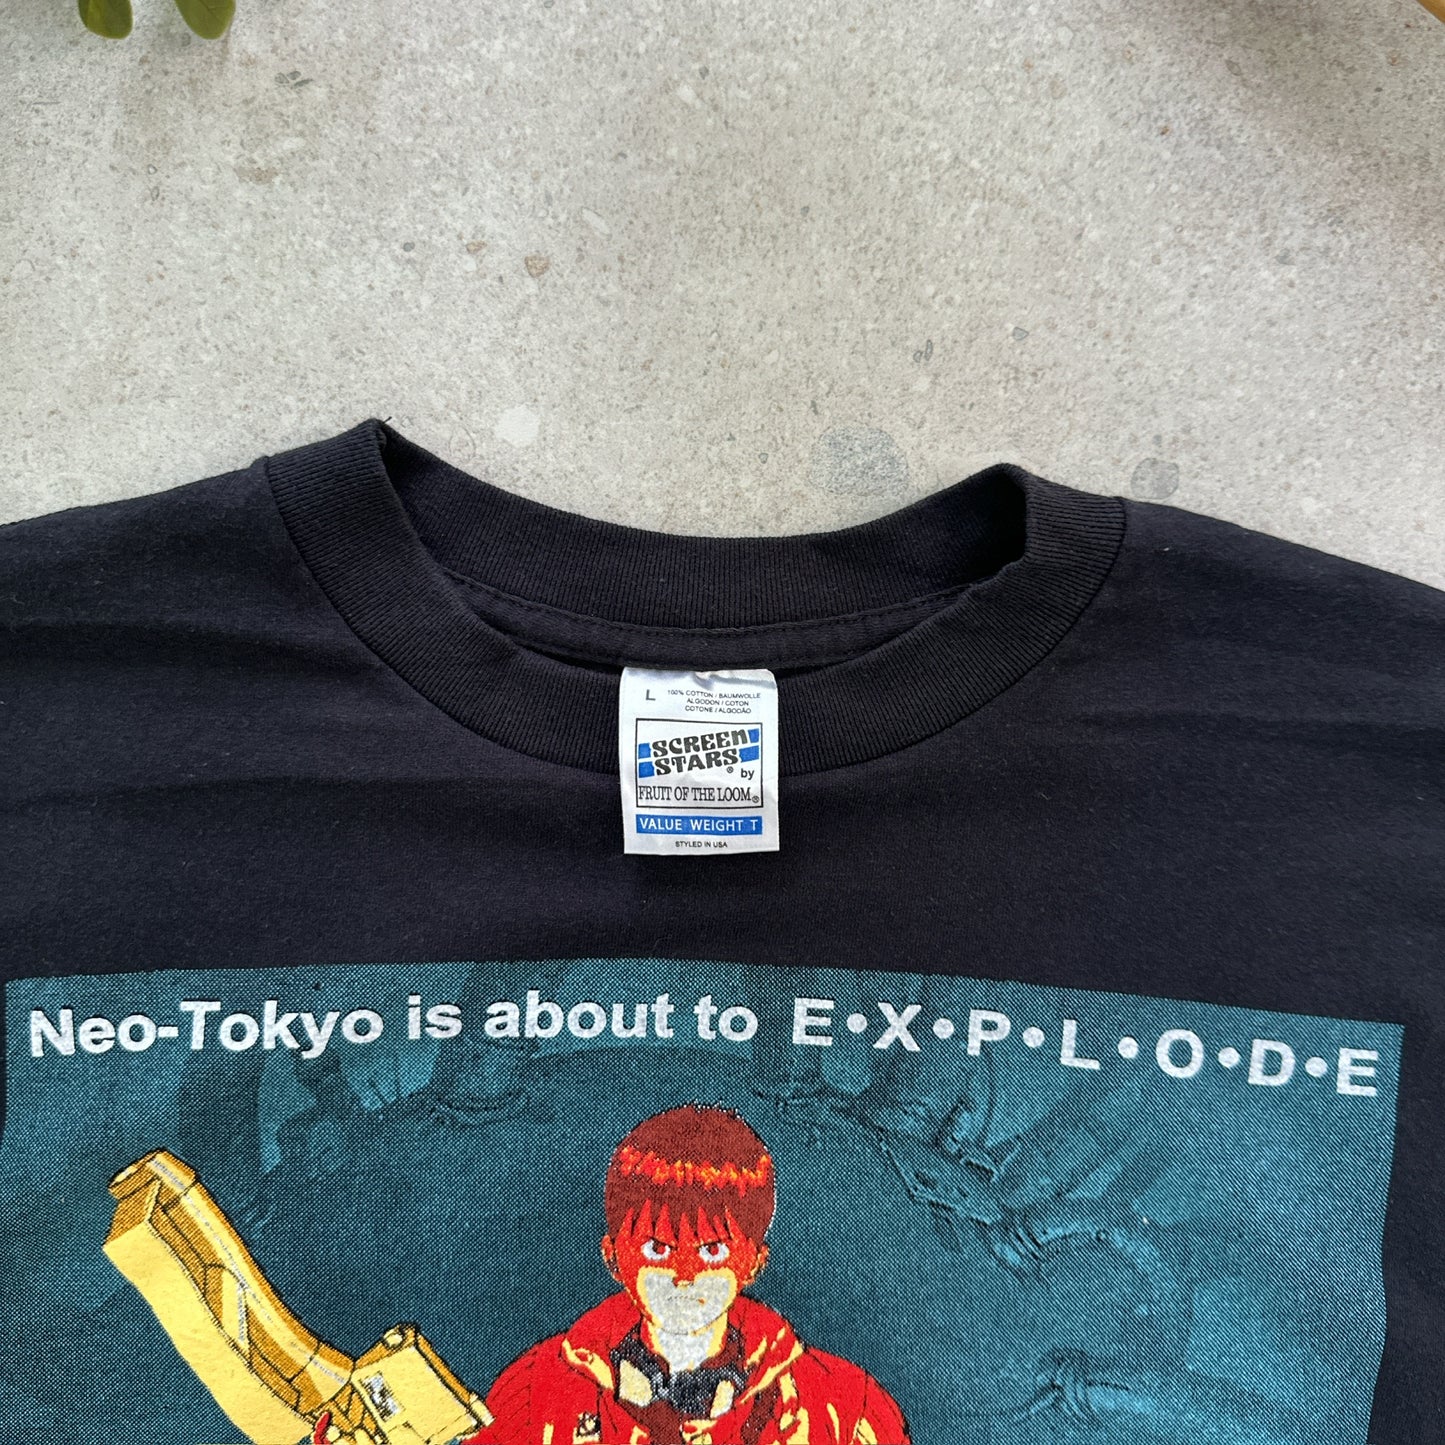 L 100% COTTON / BAUMWOLLE
ALGODON / COTON
COTONE / ALGODÃO
SCREEN
STARS® by
FRUIT OF THE LOOM®
VALUE WEIGHT T
STYLED IN USA
Neo-Tokyo is about to E•X•P•L•O•D•E